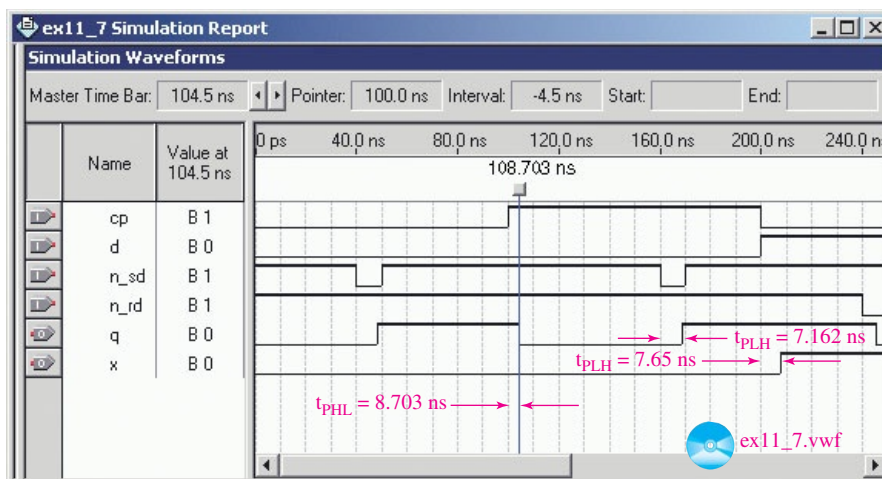 ex11_7 Simulation Report
Simulation Waveforms
Master Time Bar: 104.5 ns Pointer: 100.0 ns Interval: -4.5 ns Start: End:
Name Value at 104.5 ns
0 ps 40.0 ns 80.0 ns 120.0 ns 160.0 ns 200.0 ns 240.0 n
108.703 ns
cp B 1
d B 0
n_sd B 1
n_rd B 1
q B 0
x B 0
tPLH = 7.162 ns
tPLH = 7.65 ns
tPHL = 8.703 ns
ex11_7.vwf